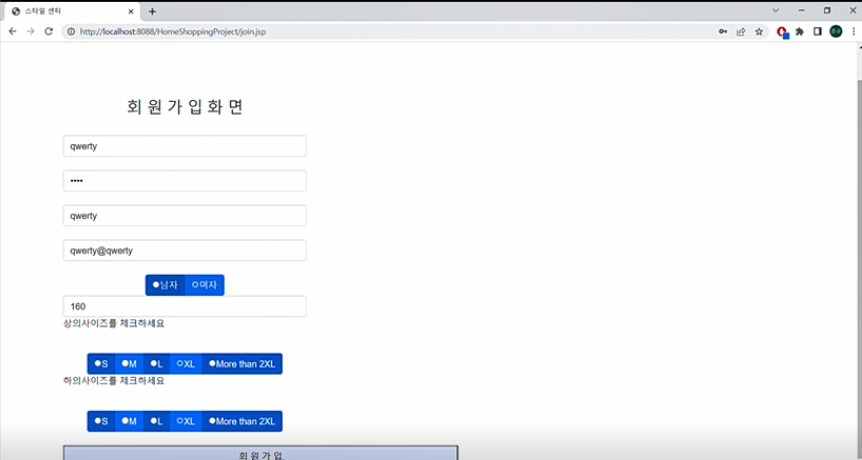 스타일 센터
http://localhost:8088/HomeShoppingProject/join.jsp
회 원 가 입 화 면
qwerty
••••
qwerty
qwerty@qwerty
남자 여자
160
상의사이즈를 체크하세요
S M L XL More than 2XL
하의사이즈를 체크하세요
S M L XL More than 2XL
회 원 가 입